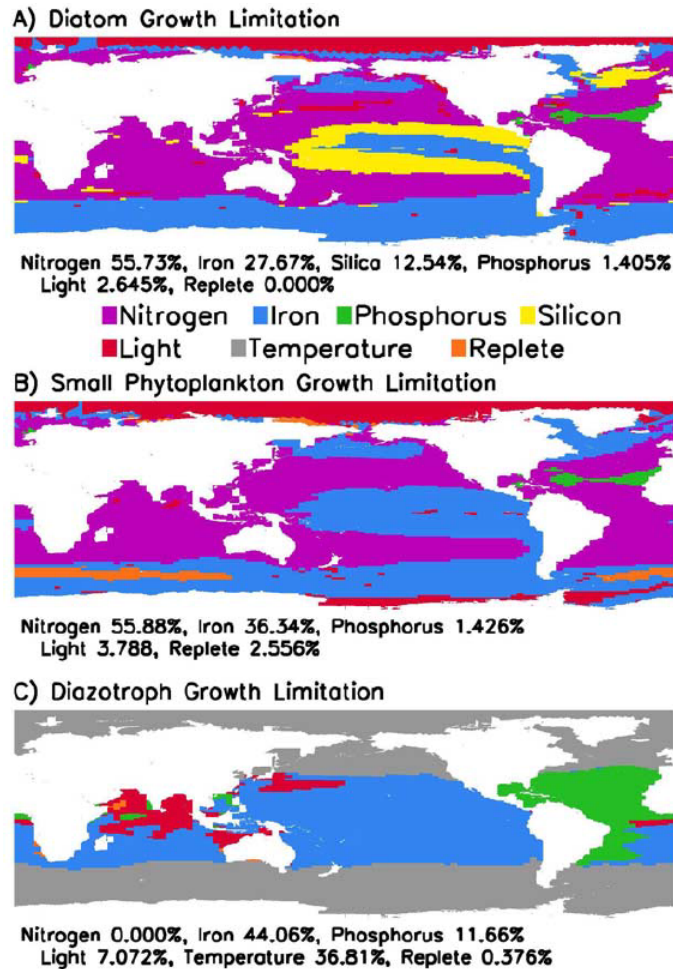 A) Diatom Growth Limitation
Nitrogen 55.73%, Iron 27.67%, Silica 12.54%, Phosphorus 1.405%
Light 2.645%, Replete 0.000%
Nitrogen Iron Phosphorus Silicon
Light Temperature Replete
B) Small Phytoplankton Growth Limitation
Nitrogen 55.88%, Iron 36.34%, Phosphorus 1.426%
Light 3.788, Replete 2.556%
C) Diazotroph Growth Limitation
Nitrogen 0.000%, Iron 44.06%, Phosphorus 11.66%
Light 7.072%, Temperature 36.81%, Replete 0.376%